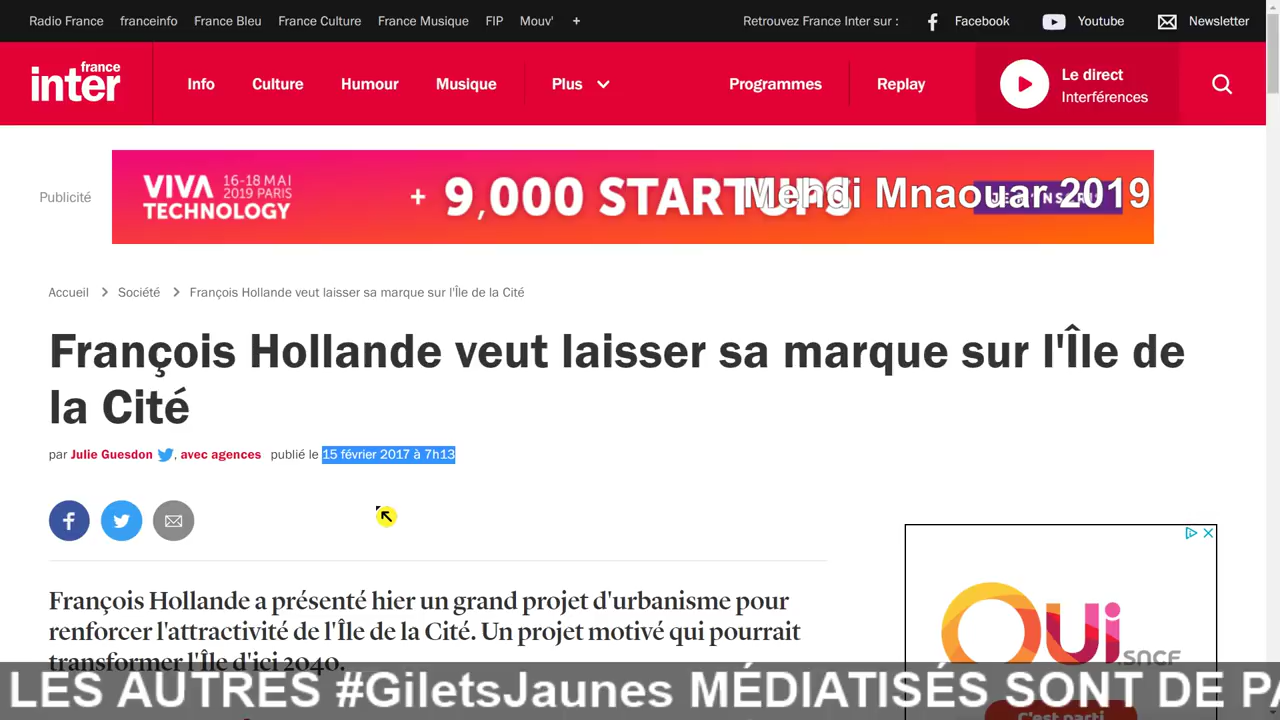 Radio France franceinfo France Bleu France Culture France Musique FIP Mouv' + Retrouvez France Inter sur : Facebook Youtube Newsletter
france
inter
Info Culture Humour Musique Plus Programmes Replay Le direct
Interférences
Publicité
VIVA
TECHNOLOGY
16-18 MAI
2019 PARIS
+ 9,000 STARTUPS
Mehdi Mnaouar 2019
Accueil > Société > François Hollande veut laisser sa marque sur l'Île de la Cité
François Hollande veut laisser sa marque sur l'Île de
la Cité
par Julie Guesdon , avec agences publié le 15 février 2017 à 7h13
François Hollande a présenté hier un grand projet d'urbanisme pour
renforcer l'attractivité de l'Île de la Cité. Un projet motivé qui pourrait
transformer l'Île d'ici 2040.
OUI
.SNCF
C'est parti
LES AUTRES #GiletsJaunes MÉDIATISÉS SONT DE PA